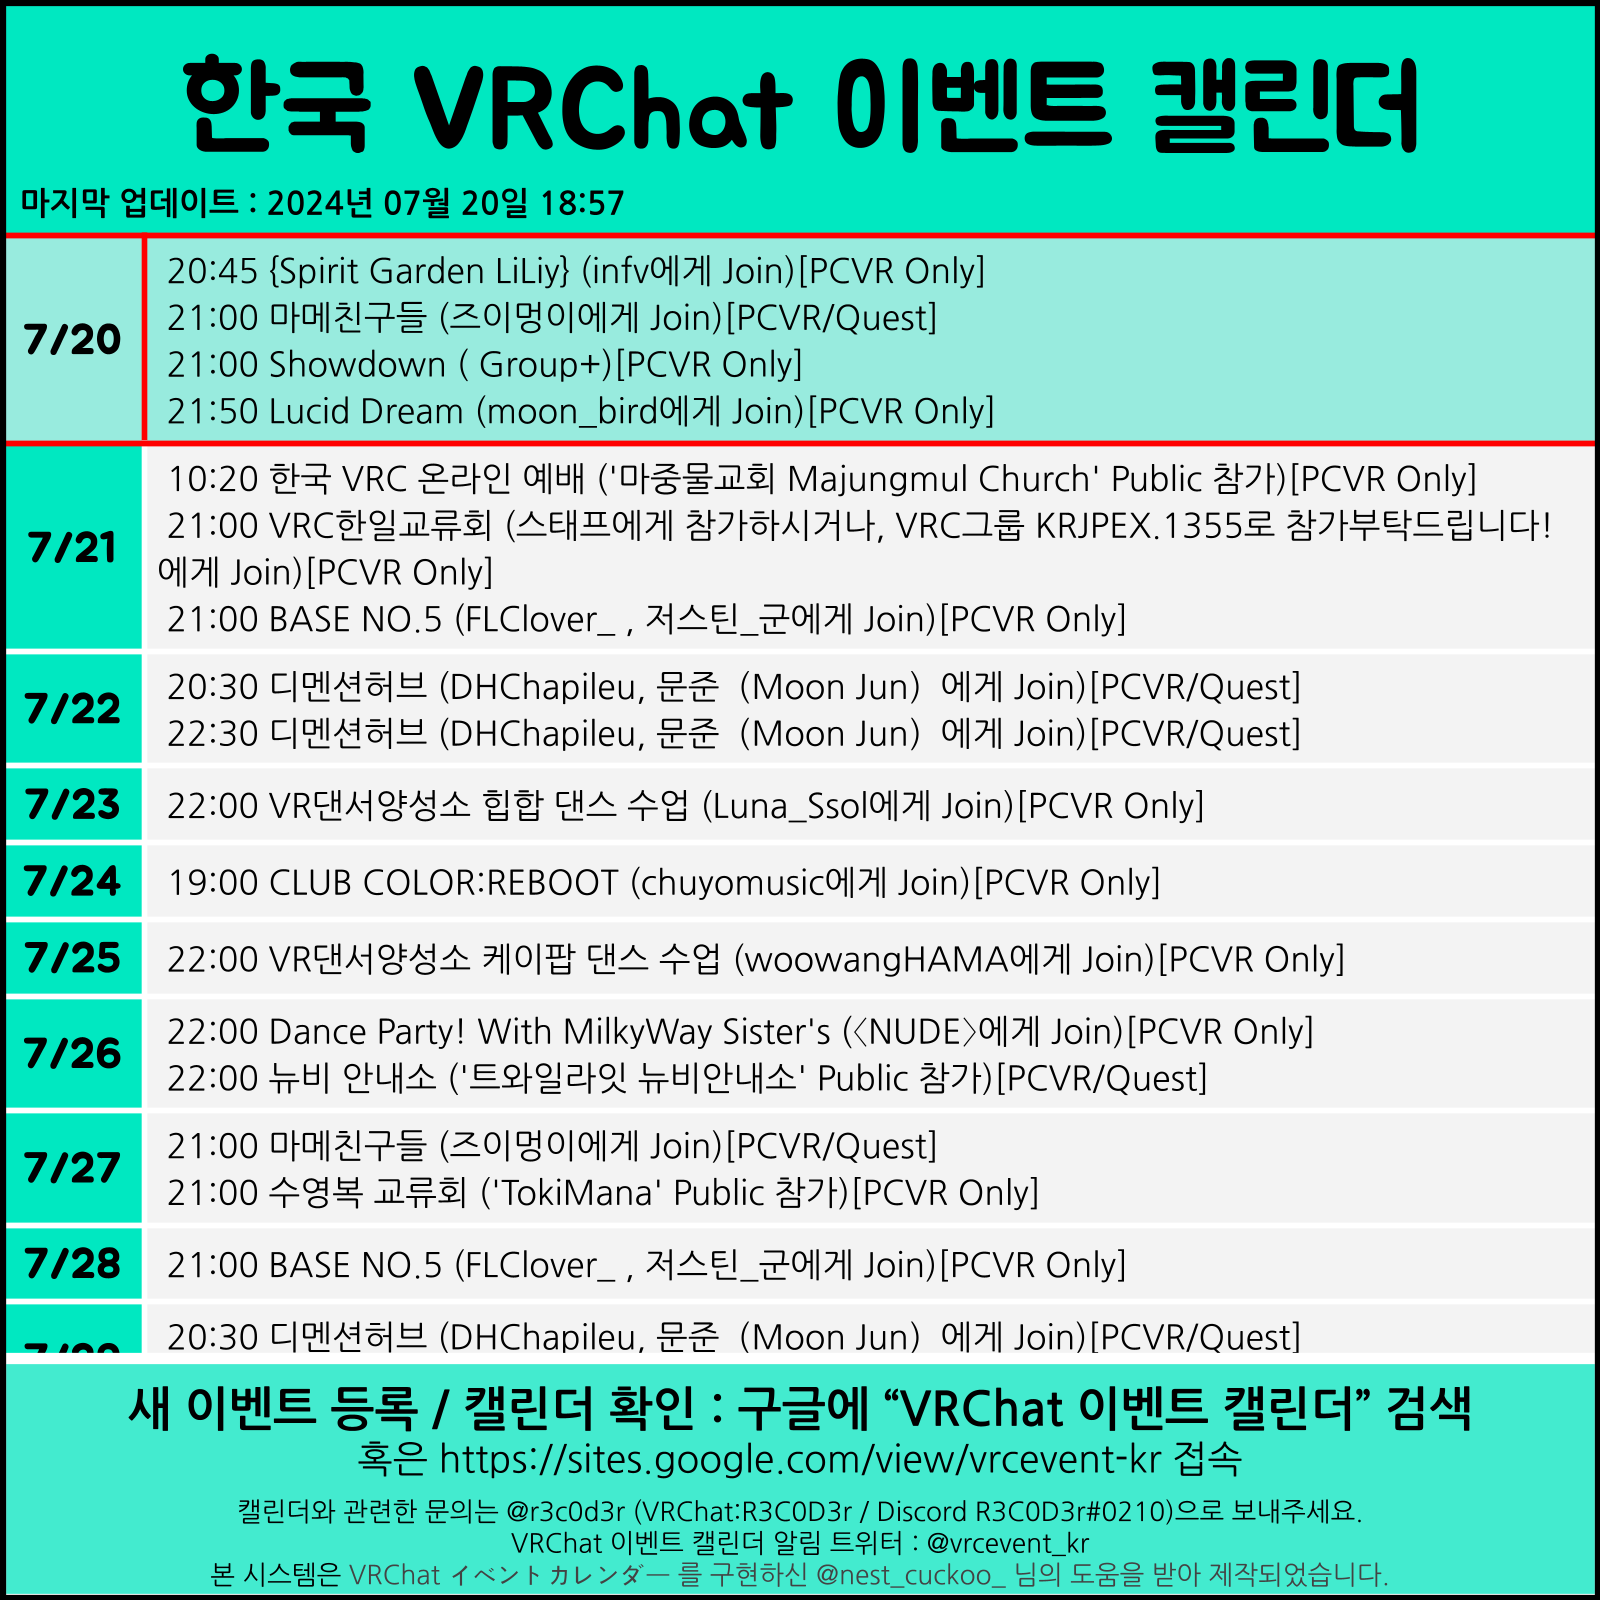 한국 VRChat 이벤트 캘린더
마지막 업데이트 : 2024년 07월 20일 18:57
7/20
20:45 {Spirit Garden LiLiy} (infv에게 Join)[PCVR Only]
21:00 마메친구들 (즈이멍이에게 Join)[PCVR/Quest]
21:00 Showdown ( Group+)[PCVR Only]
21:50 Lucid Dream (moon_bird에게 Join)[PCVR Only]
7/21
10:20 한국 VRC 온라인 예배 ('마중물교회 Majungmul Church' Public 참가)[PCVR Only]
21:00 VRC한일교류회 (스태프에게 참가하시거나, VRC그룹 KRJPEX.1355로 참가부탁드립니다!
에게 Join)[PCVR Only]
21:00 BASE NO.5 (FLClover_ , 저스틴_군에게 Join)[PCVR Only]
7/22
20:30 디멘션허브 (DHChapileu, 문준（Moon Jun）에게 Join)[PCVR/Quest]
22:30 디멘션허브 (DHChapileu, 문준（Moon Jun）에게 Join)[PCVR/Quest]
7/23
22:00 VR댄서양성소 힙합 댄스 수업 (Luna_Ssol에게 Join)[PCVR Only]
7/24
19:00 CLUB COLOR:REBOOT (chuyomusic에게 Join)[PCVR Only]
7/25
22:00 VR댄서양성소 케이팝 댄스 수업 (woowangHAMA에게 Join)[PCVR Only]
7/26
22:00 Dance Party! With MilkyWay Sister's (〈NUDE〉에게 Join)[PCVR Only]
22:00 뉴비 안내소 ('트와일라잇 뉴비안내소' Public 참가)[PCVR/Quest]
7/27
21:00 마메친구들 (즈이멍이에게 Join)[PCVR/Quest]
21:00 수영복 교류회 ('TokiMana' Public 참가)[PCVR Only]
7/28
21:00 BASE NO.5 (FLClover_ , 저스틴_군에게 Join)[PCVR Only]
20:30 디멘션허브 (DHChapileu, 문준（Moon Jun）에게 Join)[PCVR/Quest]
새 이벤트 등록 / 캘린더 확인 : 구글에 “VRChat 이벤트 캘린더” 검색
혹은 https://sites.google.com/view/vrcevent-kr 접속
캘린더와 관련한 문의는 @r3c0d3r (VRChat:R3C0D3r / Discord R3C0D3r#0210)으로 보내주세요.
VRChat 이벤트 캘린더 알림 트위터 : @vrcevent_kr
본 시스템은 VRChat イベントカレンダー 를 구현하신 @nest_cuckoo_ 님의 도움을 받아 제작되었습니다.